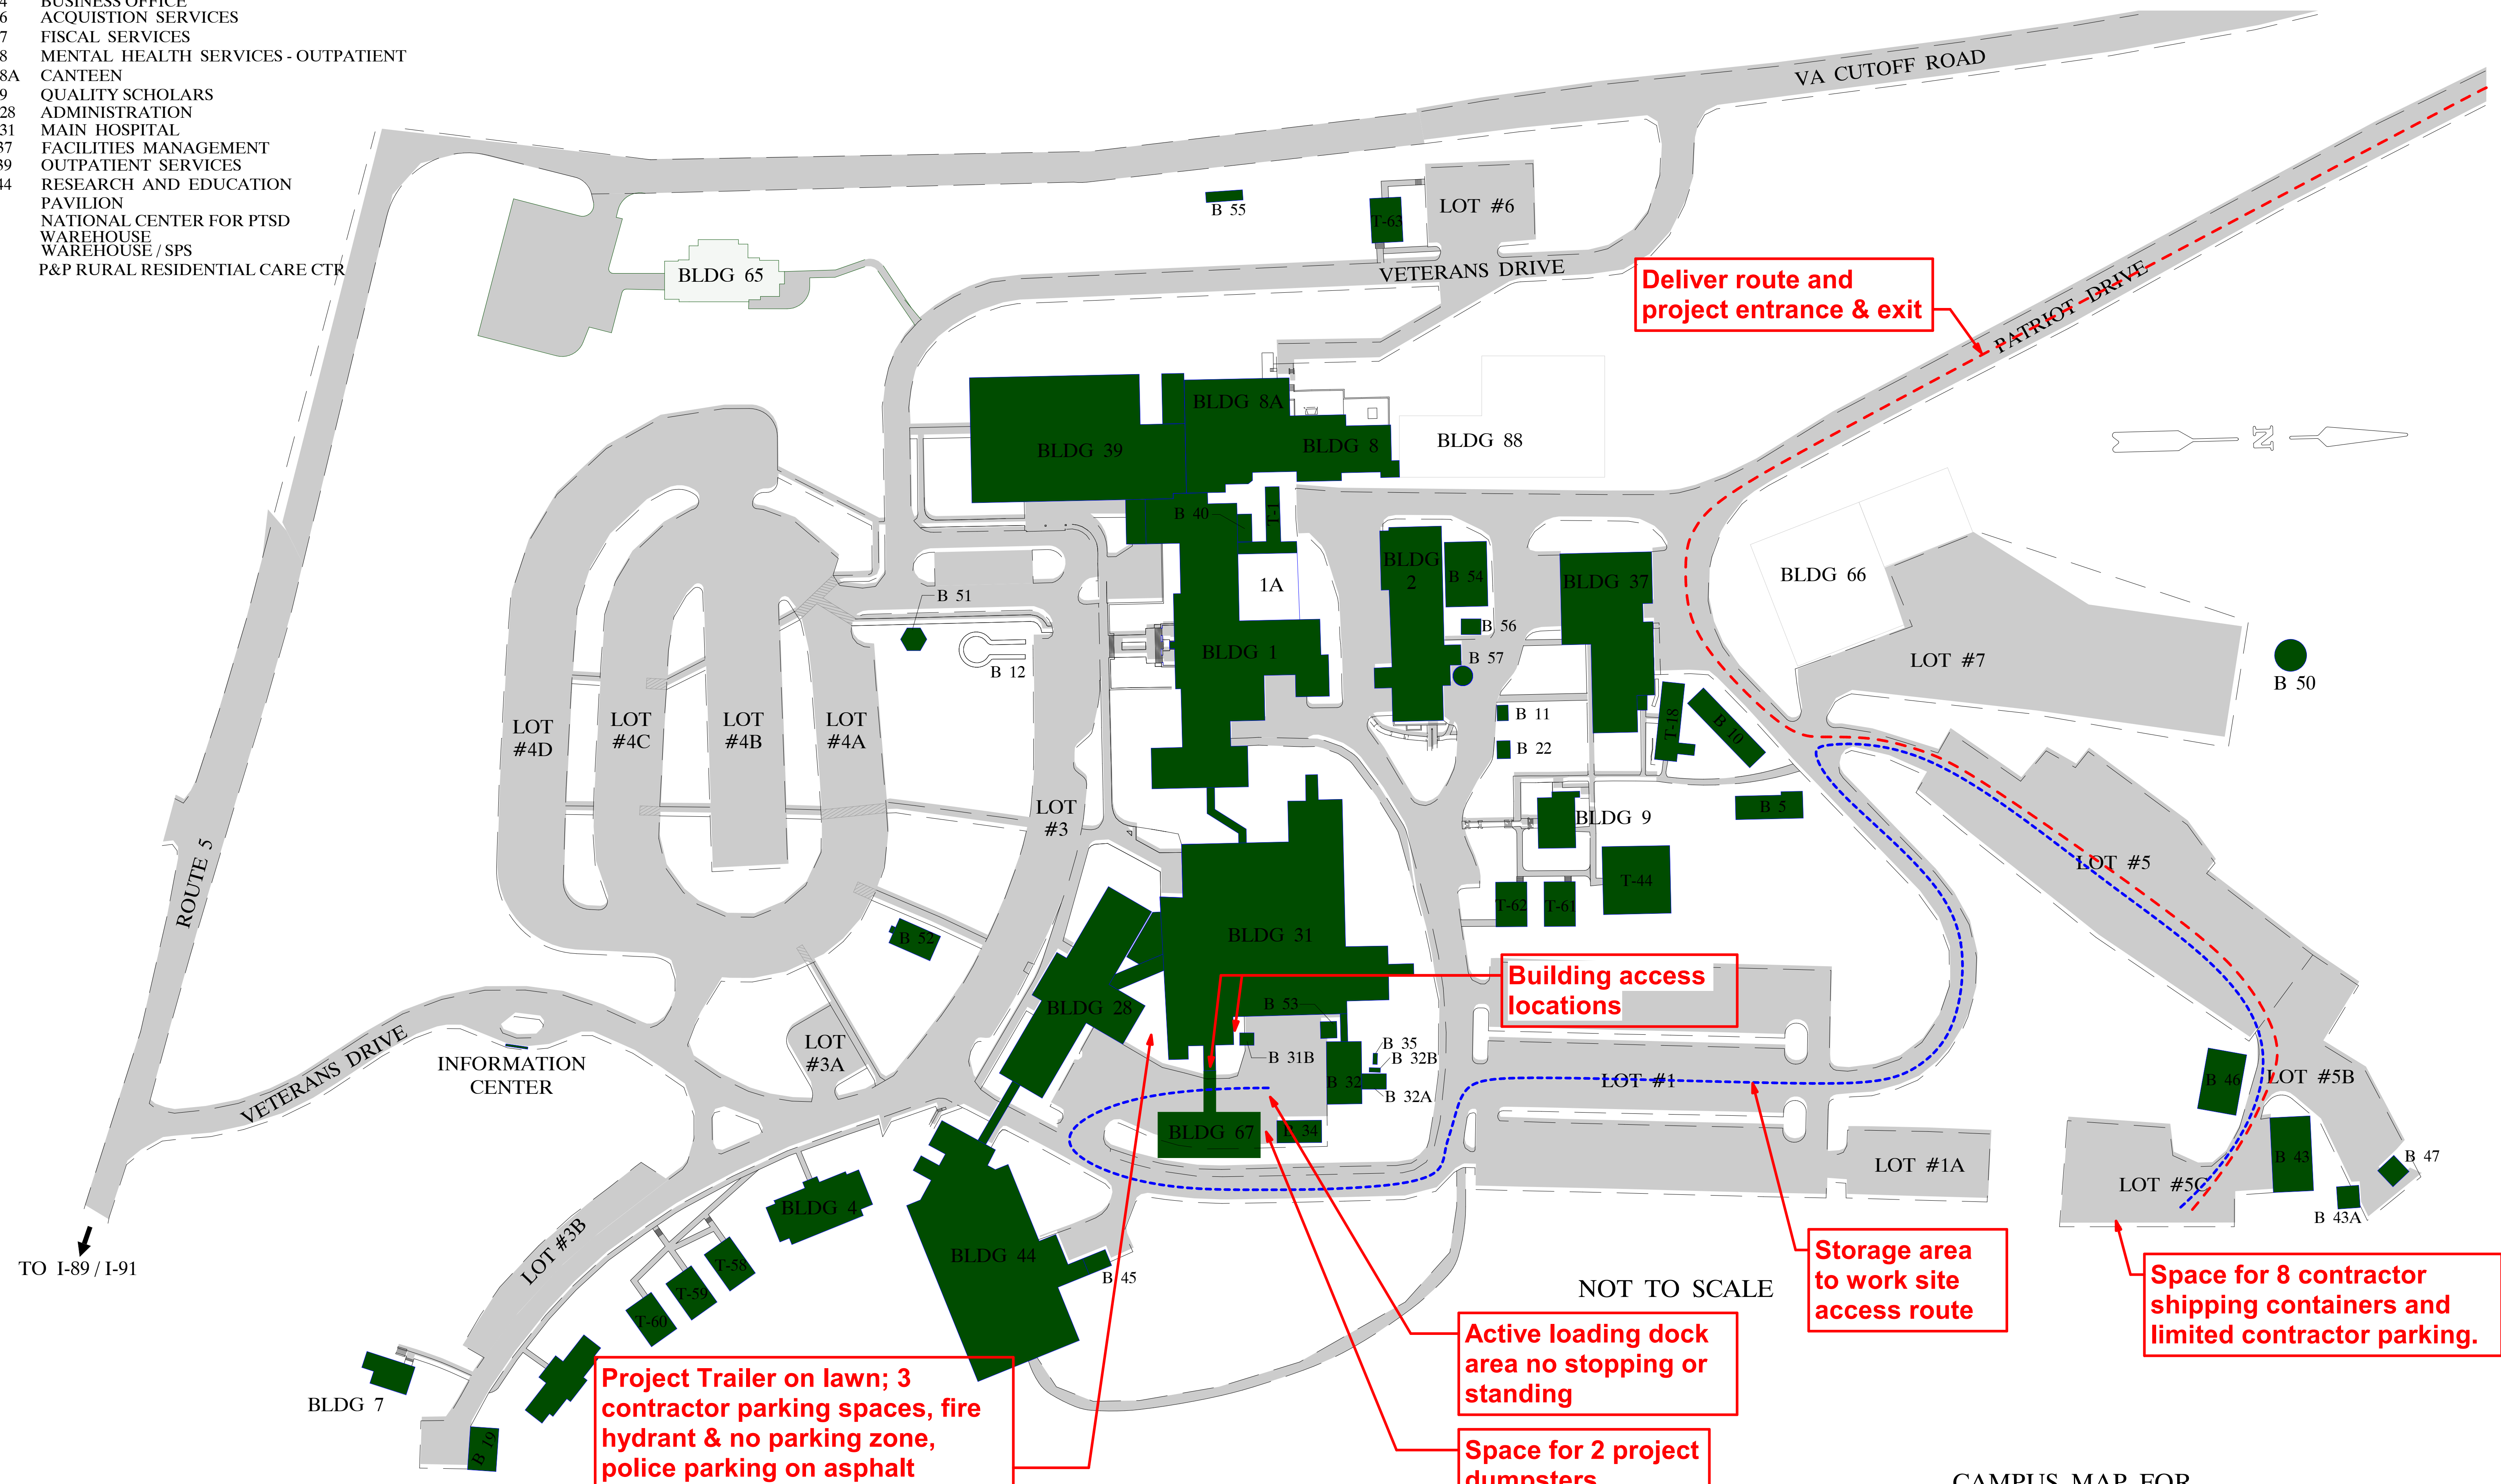 4 BUSINESS OFFICE
6 ACQUISTION SERVICES
7 FISCAL SERVICES
8 MENTAL HEALTH SERVICES - OUTPATIENT
8A CANTEEN
9 QUALITY SCHOLARS
28 ADMINISTRATION
31 MAIN HOSPITAL
37 FACILITIES MANAGEMENT
39 OUTPATIENT SERVICES
44 RESEARCH AND EDUCATION
PAVILION
NATIONAL CENTER FOR PTSD
WAREHOUSE
WAREHOUSE / SPS
P&P RURAL RESIDENTIAL CARE CTR
VA CUTOFF ROAD
B 55
T-63
LOT #6
BLDG 65
VETERANS DRIVE
Deliver route and
project entrance & exit
PATRIOT DRIVE
BLDG 8A
BLDG 39
BLDG 8
BLDG 88
N
B 40
T-1
BLDG
2
B 54
BLDG 37
BLDG 66
1A
B 51
B 56
B 57
B 12
BLDG 1
LOT #7
B 50
LOT
#4D
LOT
#4C
LOT
#4B
LOT
#4A
B 11
B 22
T-18
B 10
LOT
#3
BLDG 9
B 5
ROUTE 5
LOT #5
T-44
T-62
T-61
B 52
BLDG 31
Building access
locations
BLDG 28
B 53
B 31B
B 35
B 32B
B 32
B 32A
VETERANS DRIVE
INFORMATION
CENTER
LOT
#3A
LOT #1
B 46
LOT #5B
BLDG 67
B 34
LOT #1A
B 43
B 47
LOT #5C
B 43A
BLDG 4
LOT #3B
T-58
T-59
T-60
BLDG 44
B 45
TO I-89 / I-91
NOT TO SCALE
Storage area
to work site
access route
Space for 8 contractor
shipping containers and
limited contractor parking.
Active loading dock
area no stopping or
standing
Project Trailer on lawn; 3
contractor parking spaces, fire
hydrant & no parking zone,
police parking on asphalt
BLDG 7
B 19
Space for 2 project
dumpsters
CAMPUS MAP FOR